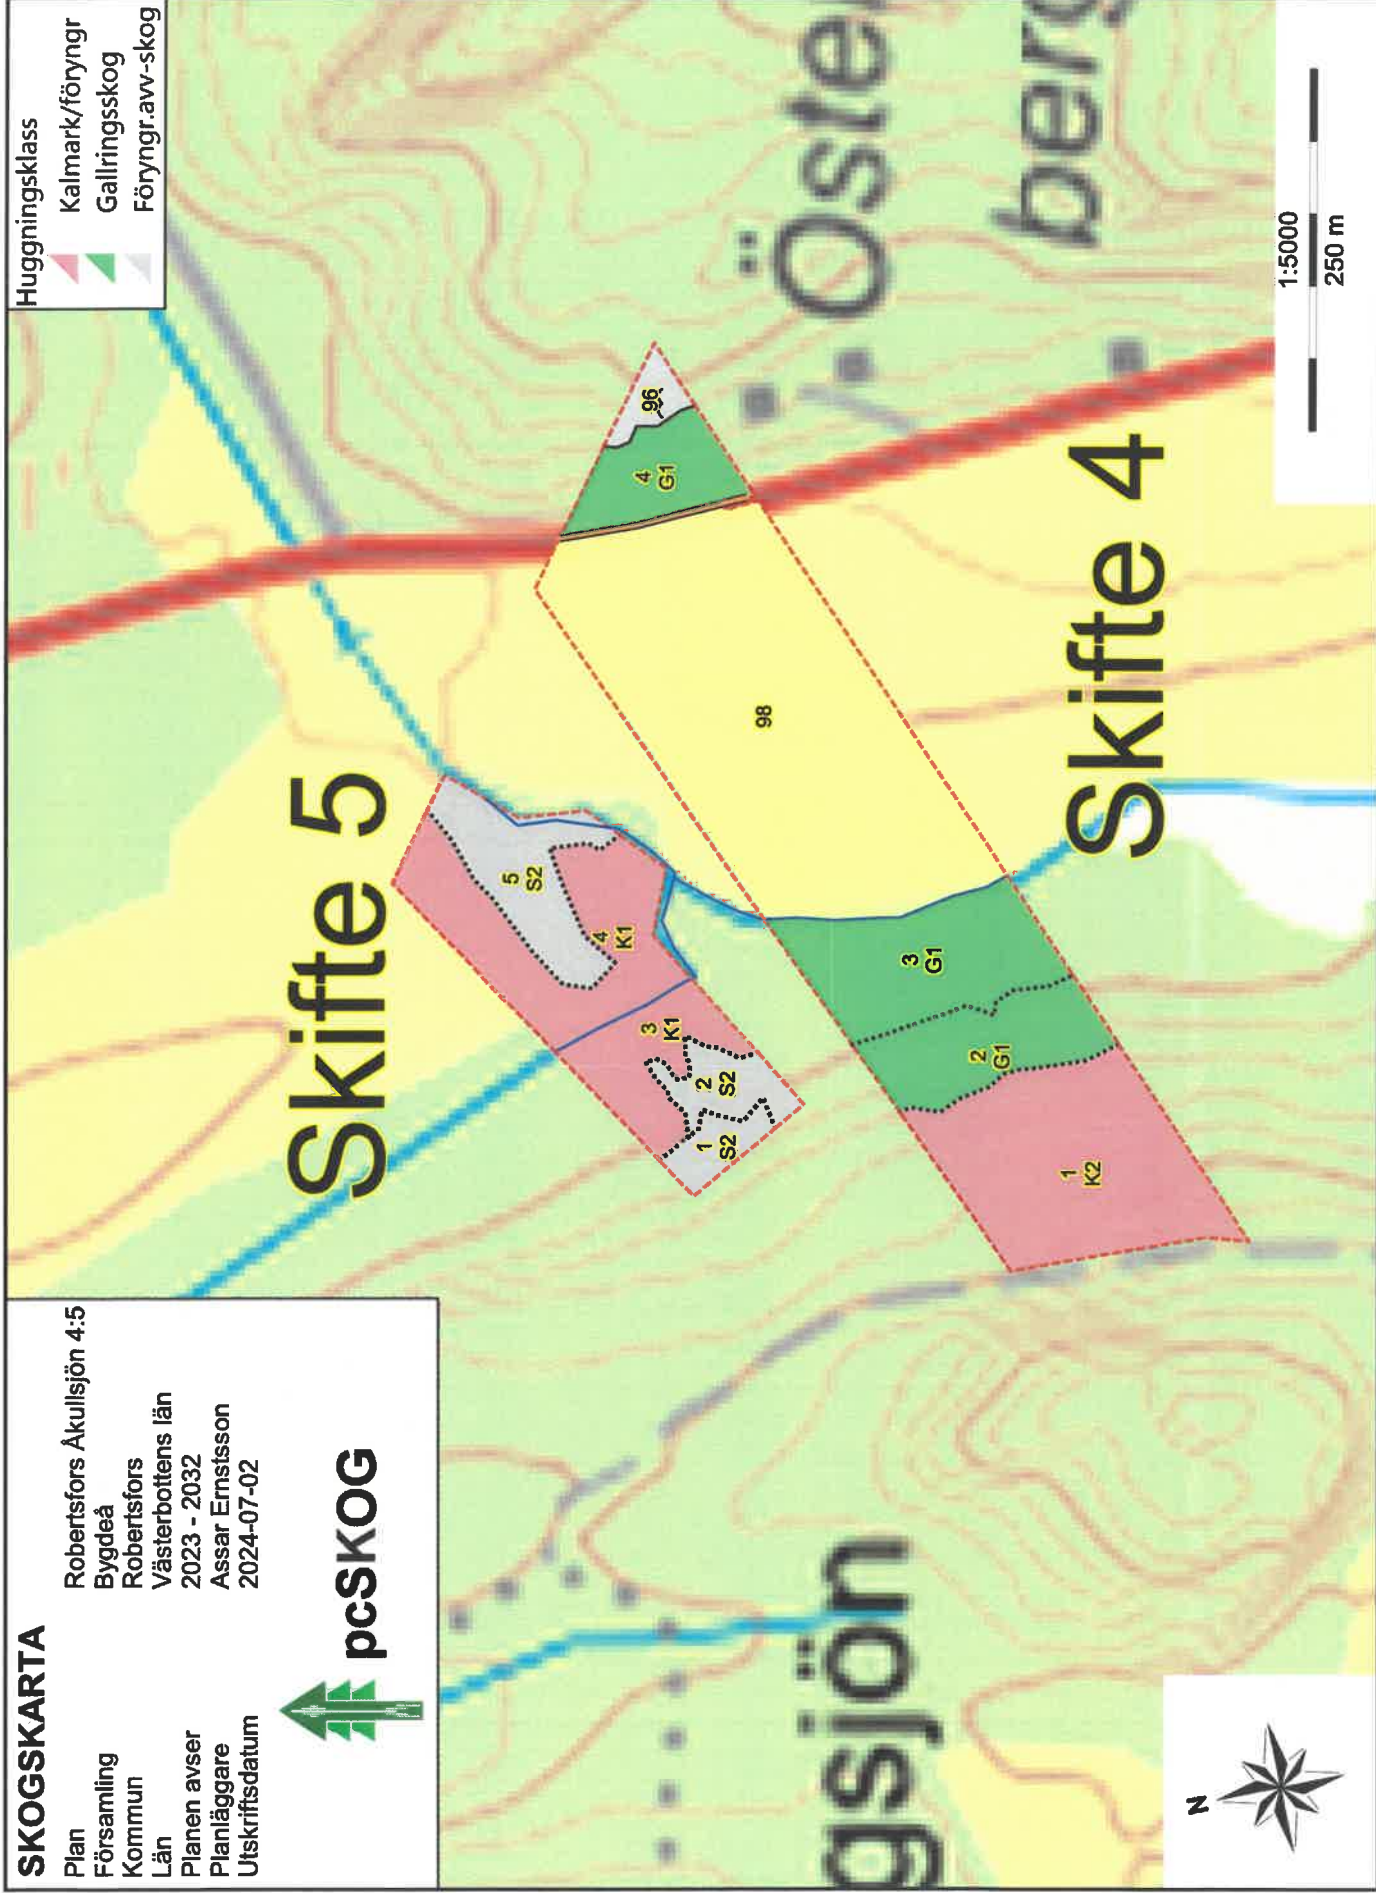 SKOGSKARTA
Plan Robertsfors Åkullsjön 4:5
Församling Bygdeå
Kommun Robertsfors
Län Västerbottens län
Planen avser 2023 - 2032
Planläggare Assar Ernstsson
Utskriftsdatum 2024-07-02
pcSKOG
Huggningsklass
Kalmark/föryngr
Gallringsskog
Föryngr.avv-skog
Skifte 5
5
S2
4
K1
3
K1
2
S2
1
S2
96
4
G1
98
3
G1
2
G1
1
K2
Skifte 4
Öste
berg
gsjön
N
1:5000
250 m